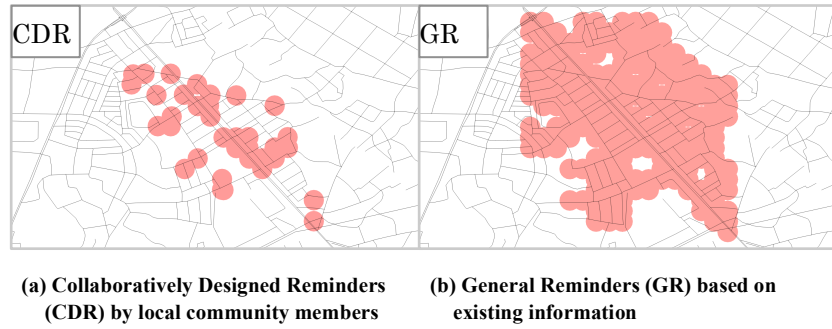 CDR
GR
(a) Collaboratively Designed Reminders
(CDR) by local community members
(b) General Reminders (GR) based on
existing information